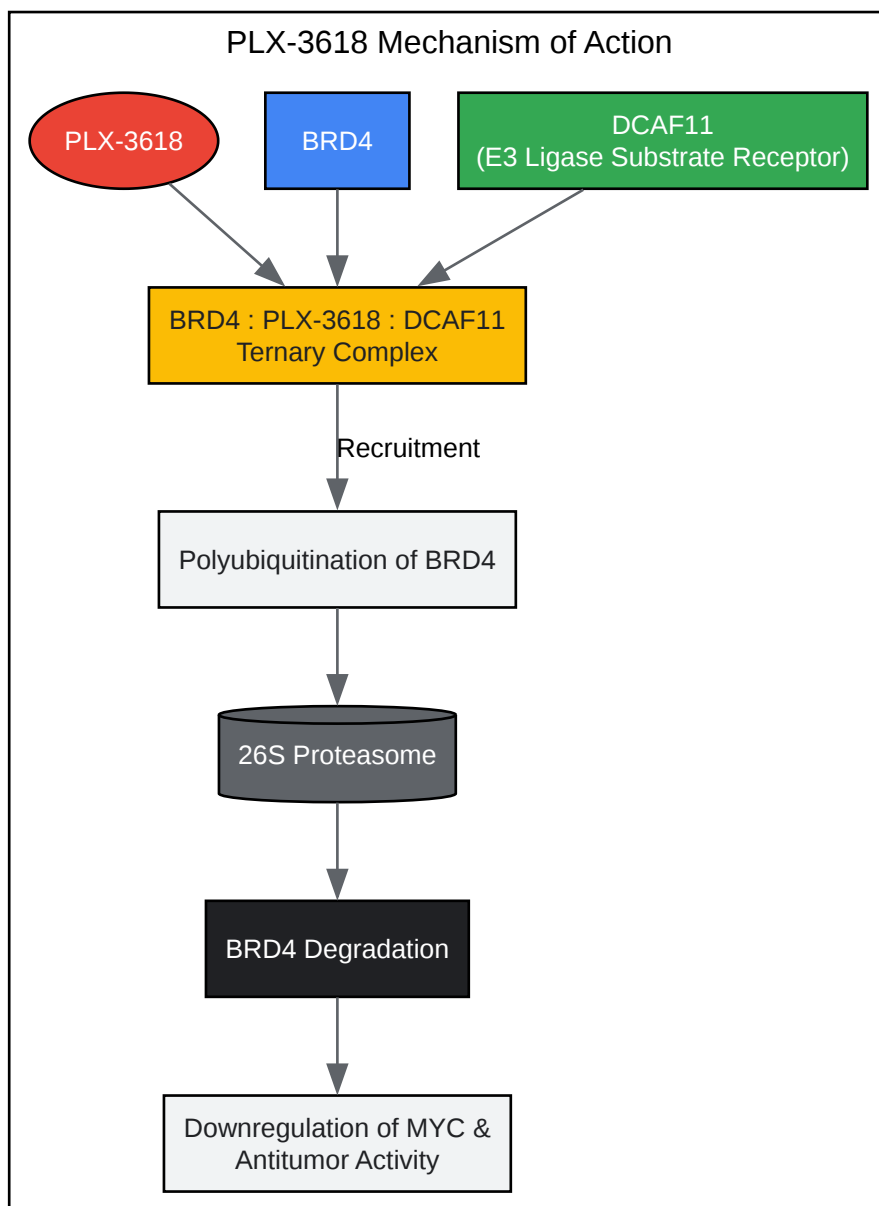 PLX-3618 Mechanism of Action
PLX-3618
BRD4
DCAF11
(E3 Ligase Substrate Receptor)
BRD4 : PLX-3618 : DCAF11
Ternary Complex
Recruitment
Polyubiquitination of BRD4
26S Proteasome
BRD4 Degradation
Downregulation of MYC &
Antitumor Activity